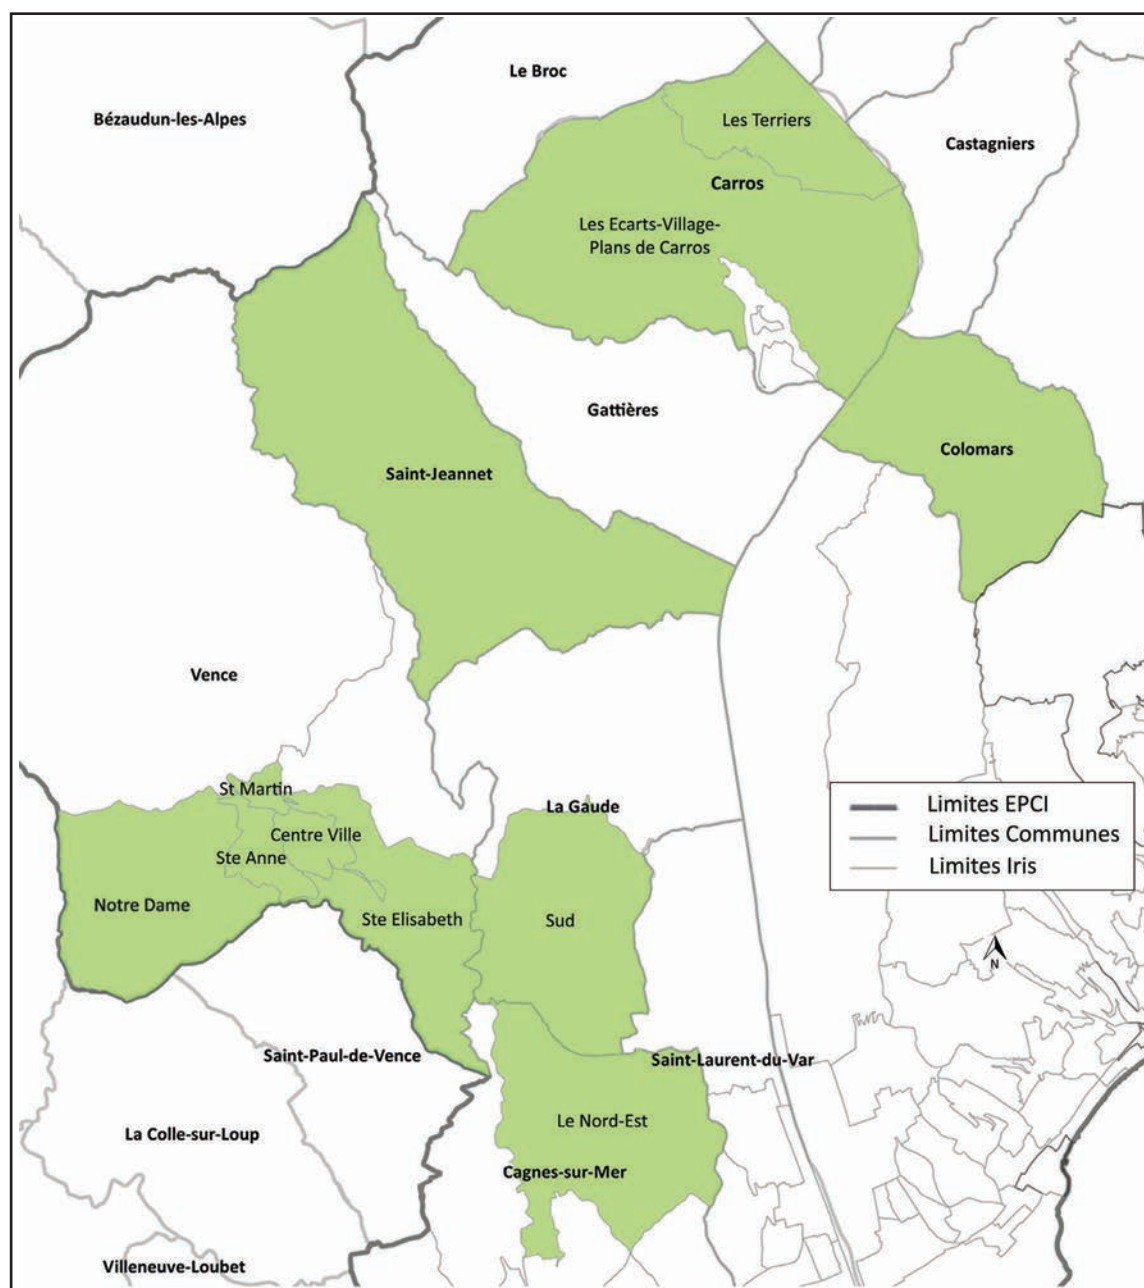 Le Broc
Bézaudun-les-Alpes
Les Terriers
Castagniers
Carros
Les Ecarts-Village-
Plans de Carros
Gattières
Colomars
Saint-Jeannet
Vence
St Martin
La Gaude
Limites EPCI
Limites Communes
Limites Iris
Centre Ville
Ste Anne
Notre Dame
Ste Elisabeth
Sud
N
Saint-Paul-de-Vence
Saint-Laurent-du-Var
Le Nord-Est
La Colle-sur-Loup
Cagnes-sur-Mer
Villeneuve-Loubet